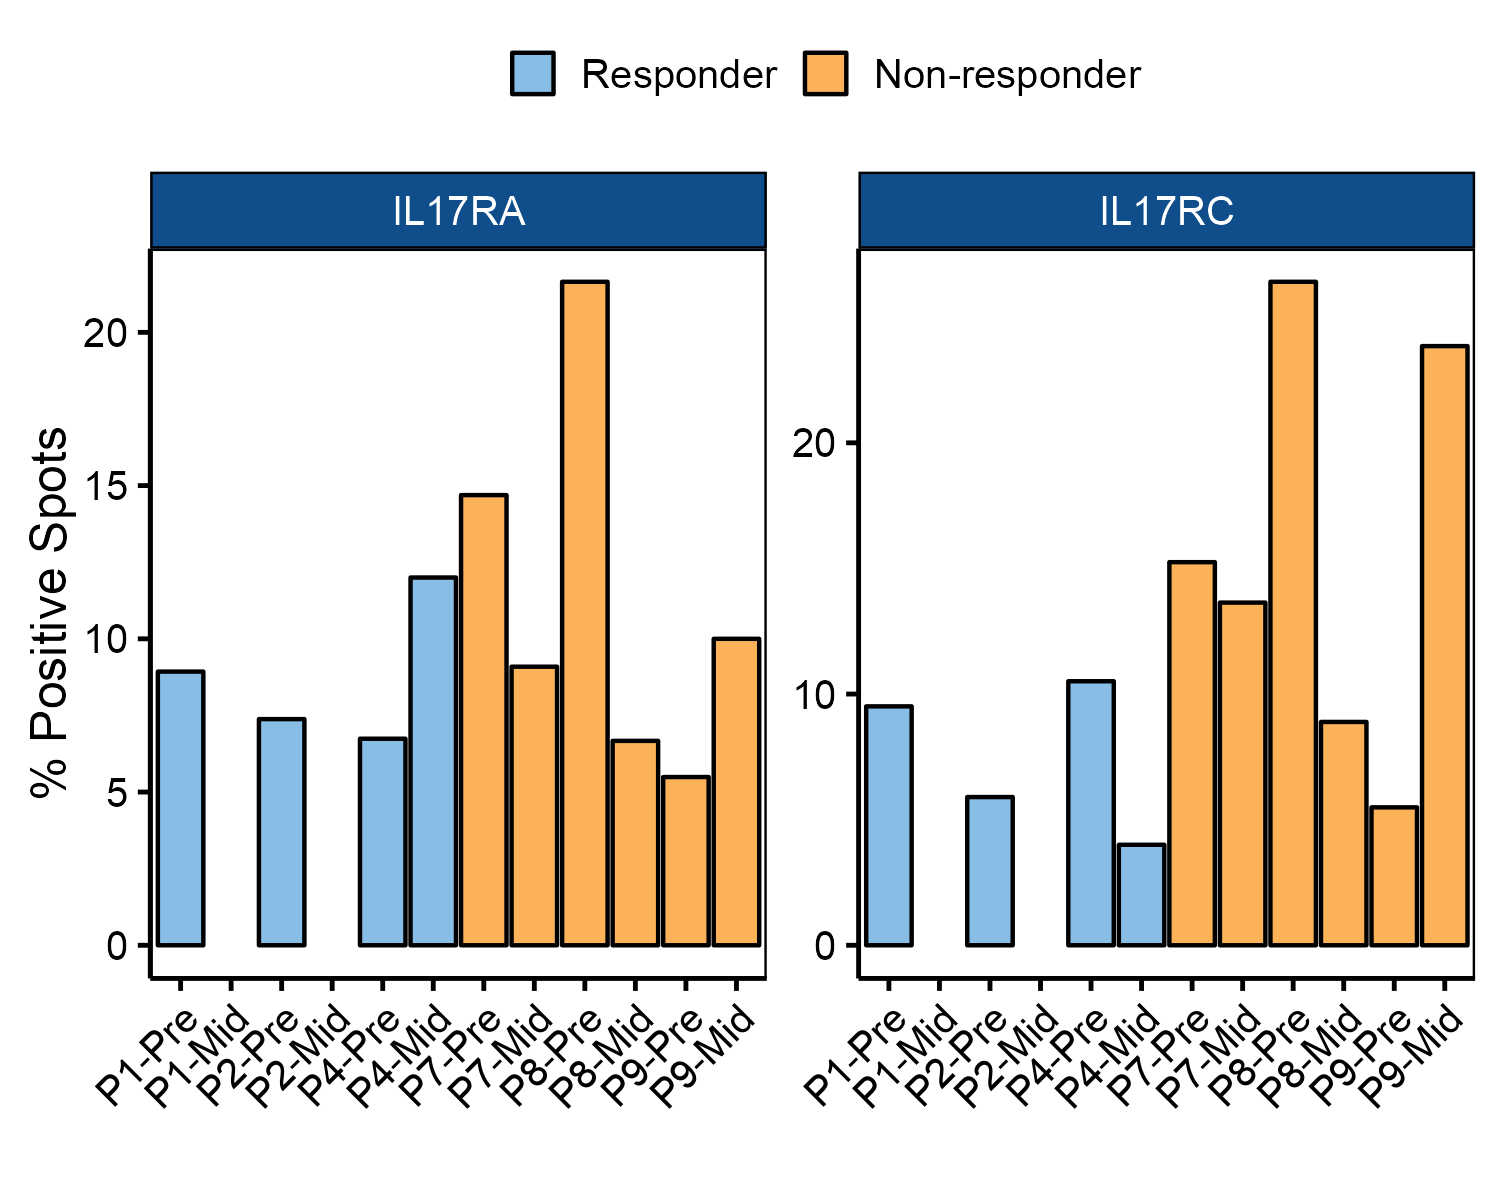 Responder Non-responder
IL17RA
IL17RC
% Positive Spots
20
15
10
5
0
P1-Pre
P1-Mid
P2-Pre
P2-Mid
P4-Pre
P4-Mid
P7-Pre
P7-Mid
P8-Pre
P8-Mid
P9-Pre
P9-Mid
20
10
0
P1-Pre
P1-Mid
P2-Pre
P2-Mid
P4-Pre
P4-Mid
P7-Pre
P7-Mid
P8-Pre
P8-Mid
P9-Pre
P9-Mid